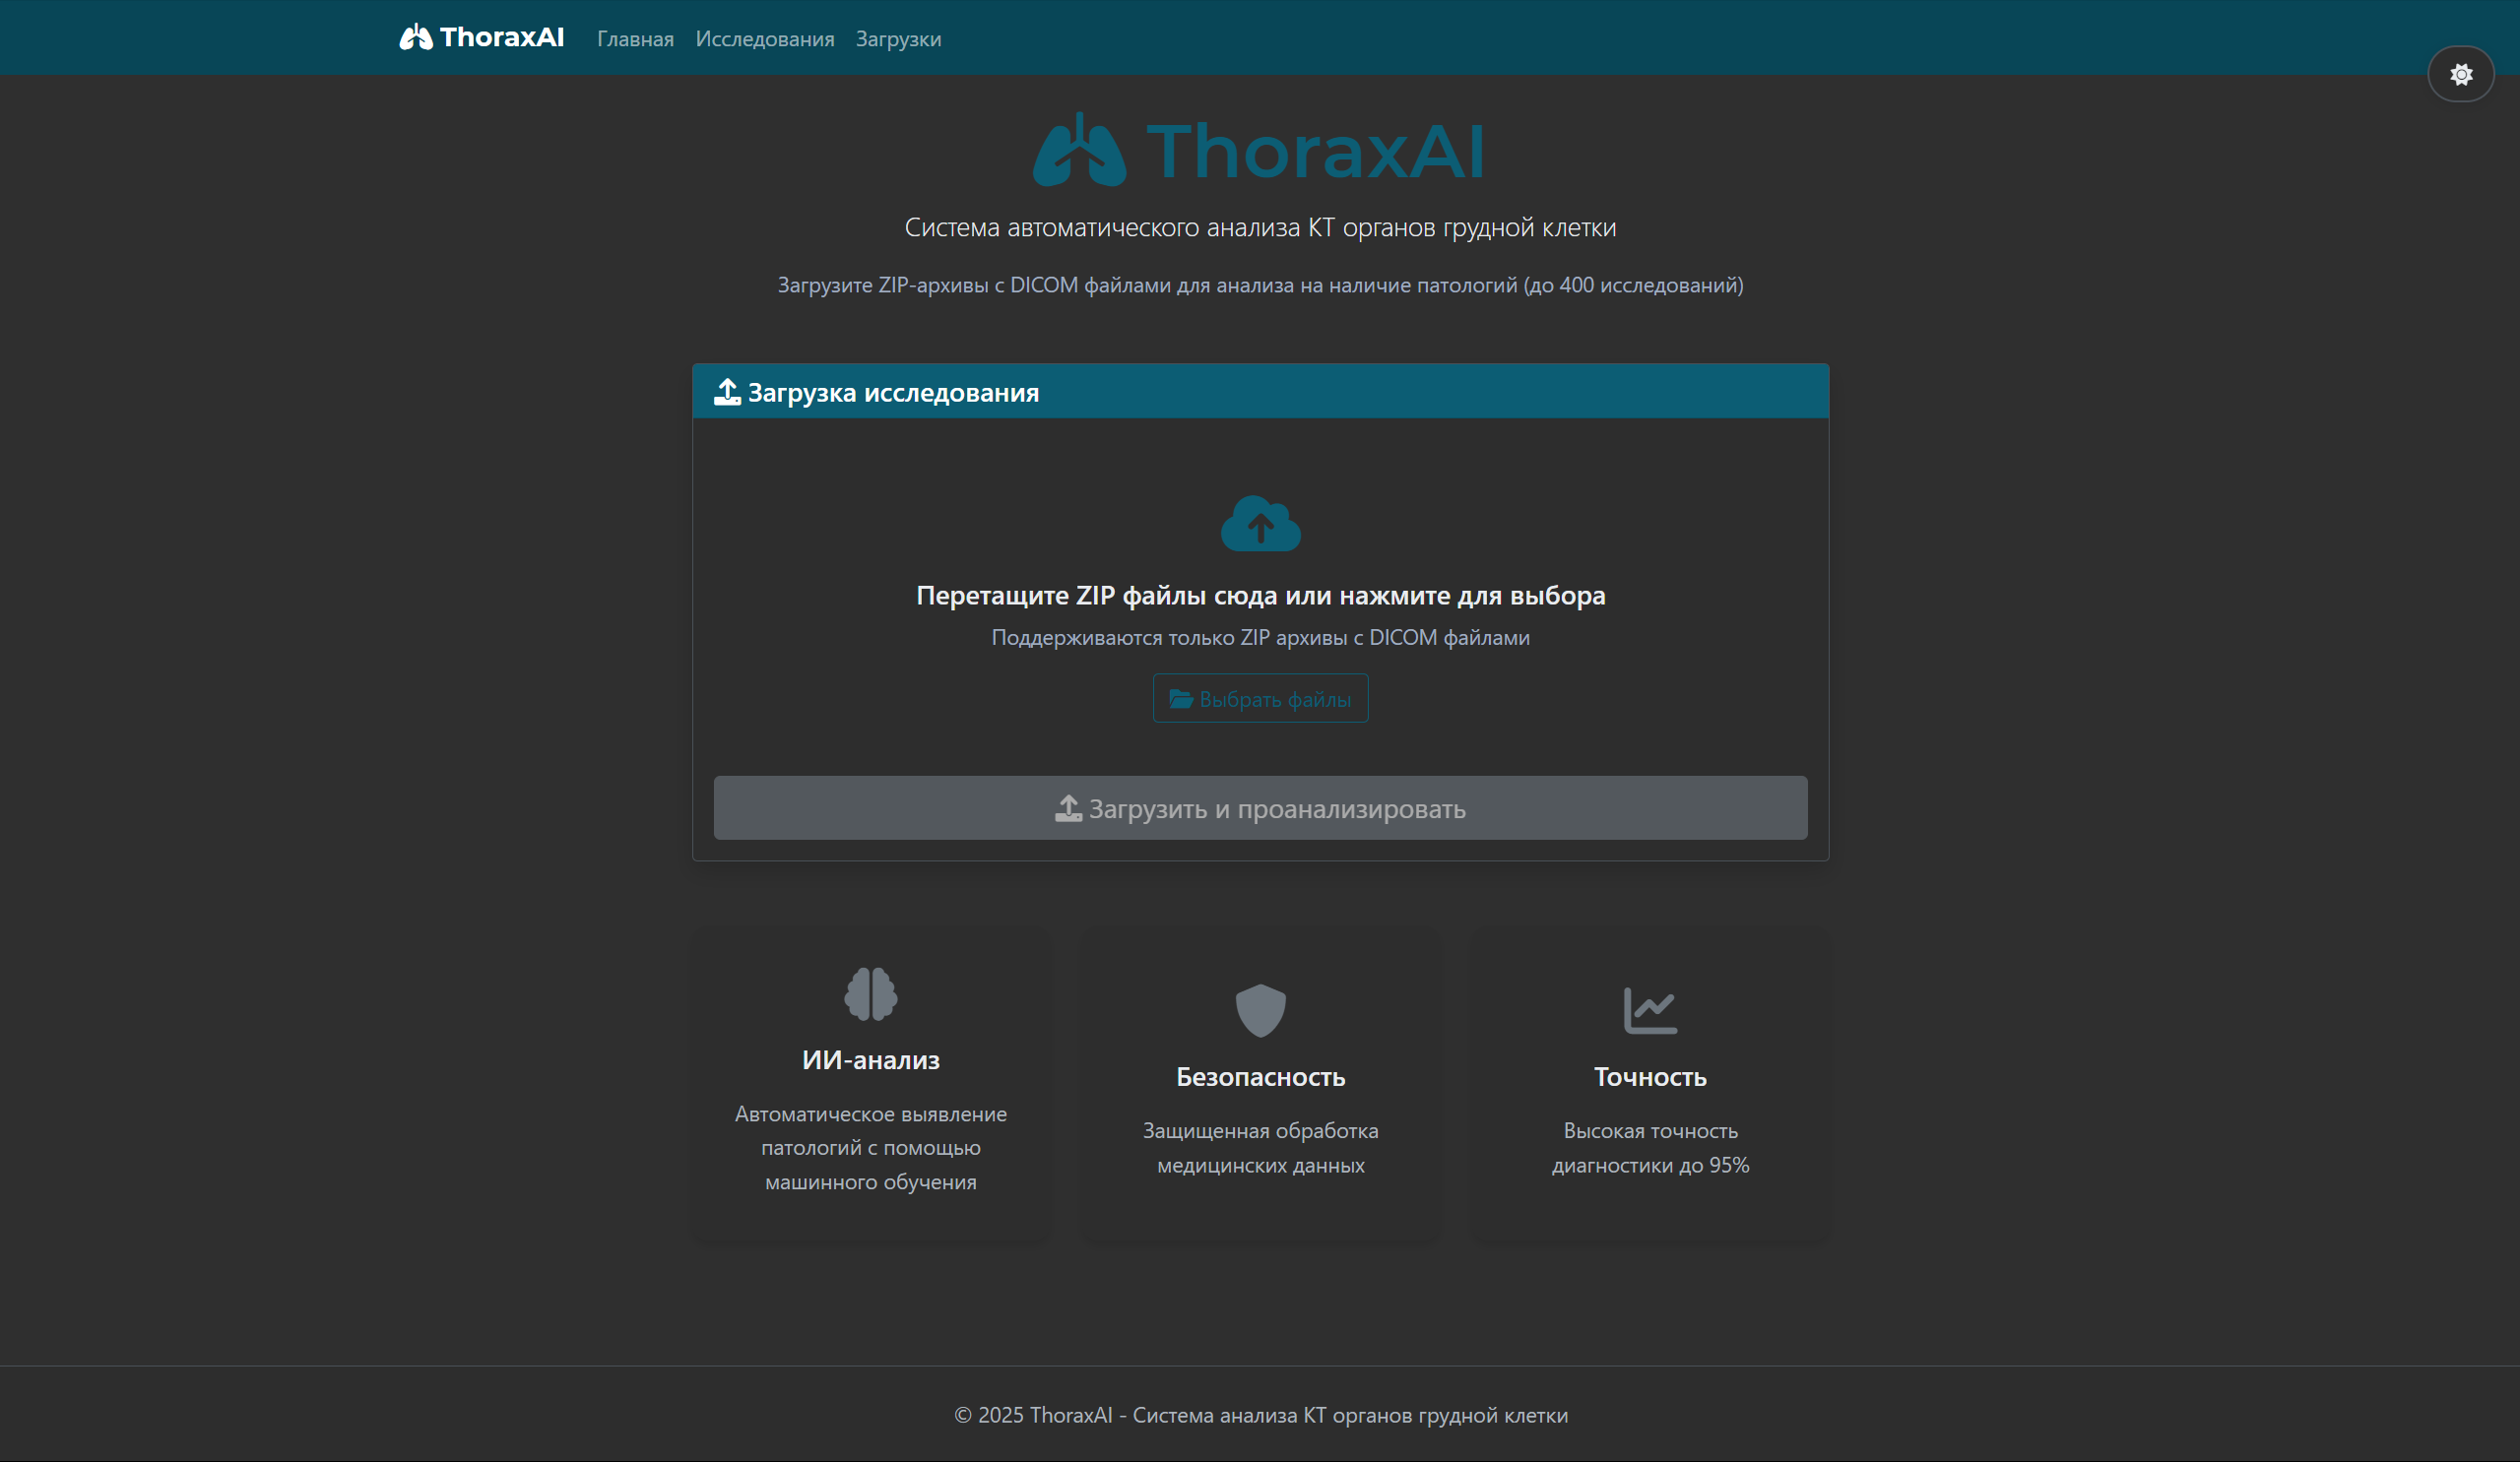 ThoraxAI
Главная Исследования Загрузки
ThoraxAI
Система автоматического анализа КТ органов грудной клетки
Загрузите ZIP-архивы с DICOM файлами для анализа на наличие патологий (до 400 исследований)
Загрузка исследования
Перетащите ZIP файлы сюда или нажмите для выбора
Поддерживаются только ZIP архивы с DICOM файлами
Выбрать файлы
Загрузить и проанализировать
ИИ-анализ
Автоматическое выявление
патологий с помощью
машинного обучения
Безопасность
Защищенная обработка
медицинских данных
Точность
Высокая точность
диагностики до 95%
© 2025 ThoraxAI - Система анализа КТ органов грудной клетки